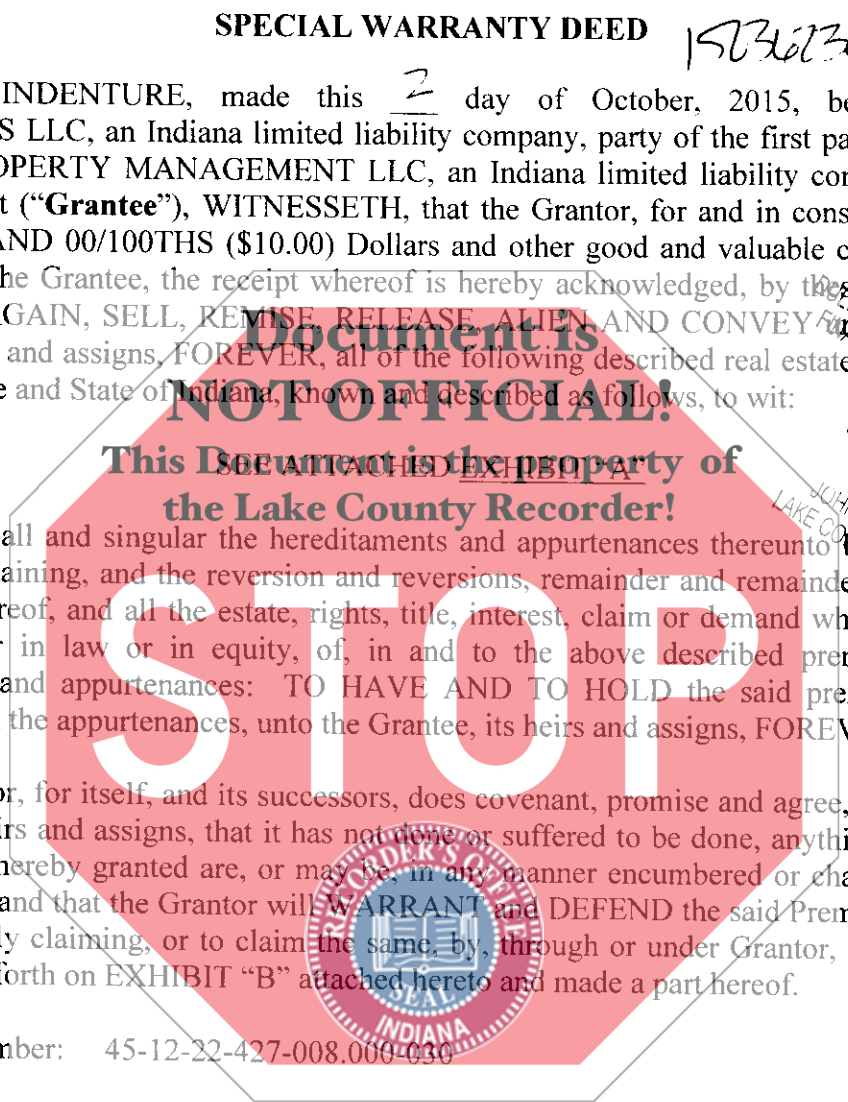 SPECIAL WARRANTY DEED
INDENTURE, made this 2 day of October, 2015, be
S LLC, an Indiana limited liability company, party of the first pa
OPERTY MANAGEMENT LLC, an Indiana limited liability cor
t (“Grantee”), WITNESSETH, that the Grantor, for and in cons
AND 00/100THS ($10.00) Dollars and other good and valuable c
he Grantee, the receipt whereof is hereby acknowledged, by
GAIN, SELL, REMISE, RELEASE, ALIEN AND CONVEY
and assigns, FOREVER, all of the following described real estate
e and State of Indiana, known and described as follows, to wit:
Document is
NOT OFFICIAL!
This Document is the property of
the Lake County Recorder!
SEE ATTACHED EXHIBIT “A”
JOH
LAKE CO
all and singular the hereditaments and appurtenances thereunto
aining, and the reversion and reversions, remainder and remainde
reof, and all the estate, rights, title, interest, claim or demand wh
r in law or in equity, of, in and to the above described prer
and appurtenances: TO HAVE AND TO HOLD the said pre
the appurtenances, unto the Grantee, its heirs and assigns, FOREV
STOP
or, for itself, and its successors, does covenant, promise and agree,
irs and assigns, that it has not done or suffered to be done, anythi
hereby granted are, or may be, in any manner encumbered or cha
and that the Grantor will WARRANT and DEFEND the said Prem
ly claiming, or to claim the same, by, through or under Grantor,
forth on EXHIBIT “B” attached hereto and made a part hereof.
RECORDER'S OFFICE
SEAL
INDIANA
nber: 45-12-22-427-008.000-030